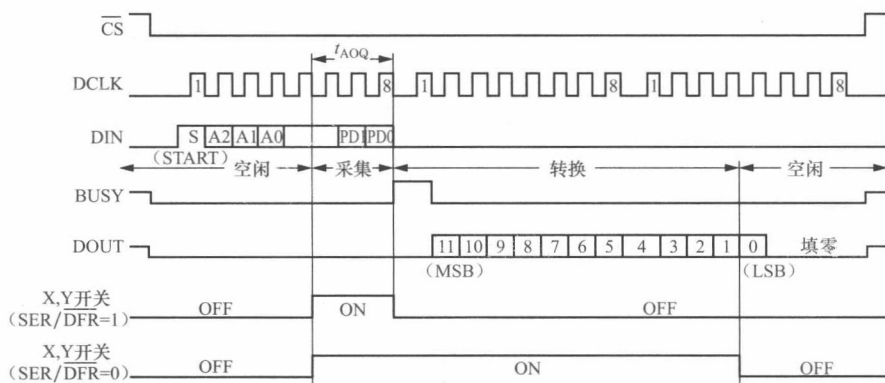 CS
tAOQ
DCLK 1 8 1 8 1 8
DIN S A2 A1 A0 PD1 PD0
(START)
空闲 采集 转换 空闲
BUSY
DOUT 11 10 9 8 7 6 5 4 3 2 1 0 填零
(MSB) (LSB)
X,Y开关
(SER/DFR=1) OFF ON OFF
X,Y开关
(SER/DFR=0) OFF ON OFF